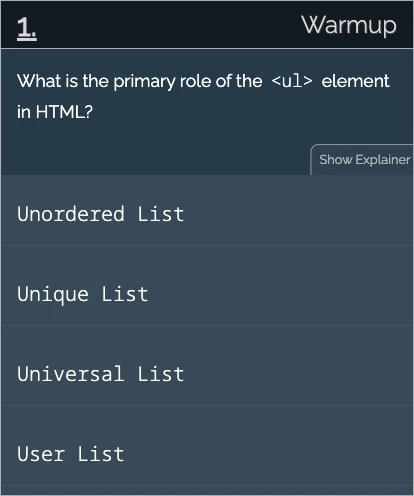 1.
Warmup
What is the primary role of the <ul> element
in HTML?
Show Explainer
Unordered List
Unique List
Universal List
User List